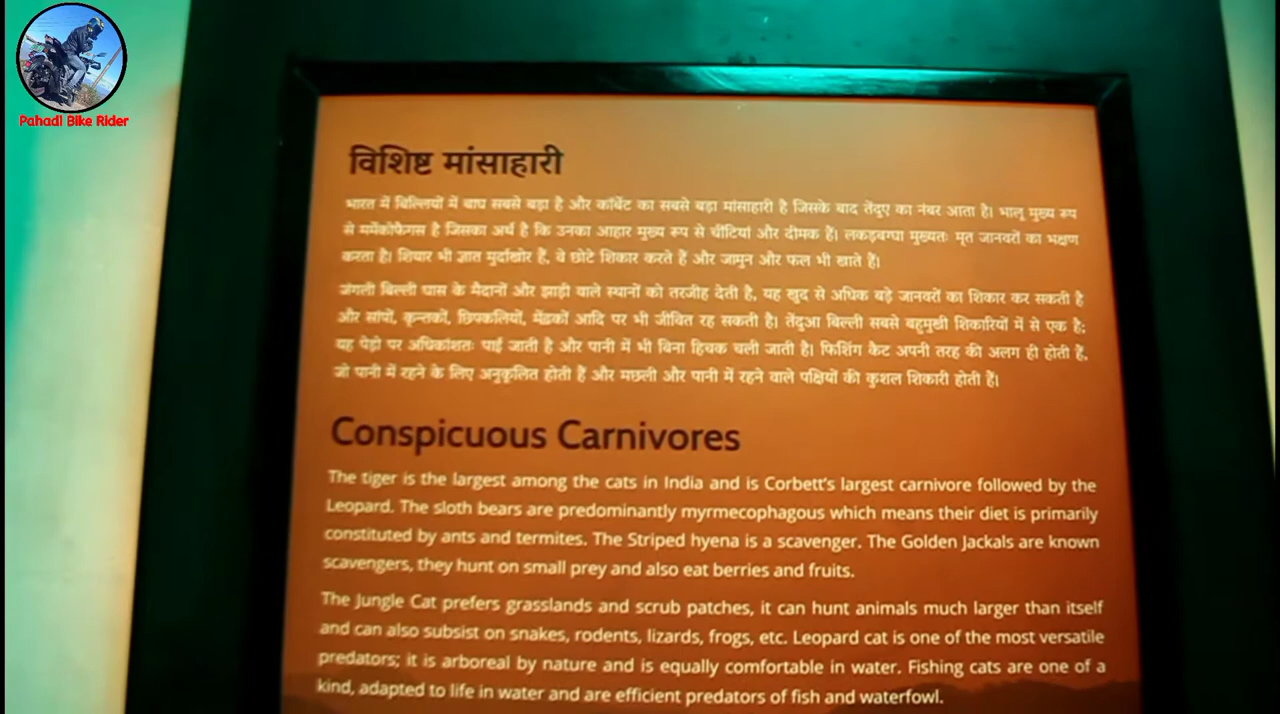 Pahadi Bike Rider
विशिष्ट मांसाहारी
भारत में बिल्लियों में बाघ सबसे बड़ा है और कॉर्बेट का सबसे बड़ा मांसाहारी है जिसके बाद तेंदुए का नंबर आता है। भालू मुख्य रूप
से मर्मेकोफैगस है जिसका अर्थ है कि उनका आहार मुख्य रूप से चींटियां और दीमक हैं। लकड़बग्घा मुख्यतः मृत जानवरों का भक्षण
करता है। शियार भी ज्ञात मुर्दाखोर हैं, वे छोटे शिकार करते हैं और जामुन और फल भी खाते हैं।
जंगली बिल्ली घास के मैदानों और झाड़ी वाले स्थानों को तरजीह देती है, यह खुद से अधिक बड़े जानवरों का शिकार कर सकती है
और सांपों, कृन्तकों, छिपकलियों, मेंढकों आदि पर भी जीवित रह सकती है। तेंदुआ बिल्ली सबसे बहुमुखी शिकारियों में से एक है;
यह पेड़ो पर अधिकांशतः पाई जाती है और पानी में भी बिना हिचक चली जाती है। फिशिंग कैट अपनी तरह की अलग ही होती हैं,
जो पानी में रहने के लिए अनुकूलित होती हैं और मछली और पानी में रहने वाले पक्षियों की कुशल शिकारी होती हैं।
Conspicuous Carnivores
The tiger is the largest among the cats in India and is Corbett's largest carnivore followed by the
Leopard. The sloth bears are predominantly myrmecophagous which means their diet is primarily
constituted by ants and termites. The Striped hyena is a scavenger. The Golden Jackals are known
scavengers, they hunt on small prey and also eat berries and fruits.
The Jungle Cat prefers grasslands and scrub patches, it can hunt animals much larger than itself
and can also subsist on snakes, rodents, lizards, frogs, etc. Leopard cat is one of the most versatile
predators; it is arboreal by nature and is equally comfortable in water. Fishing cats are one of a
kind, adapted to life in water and are efficient predators of fish and waterfowl.